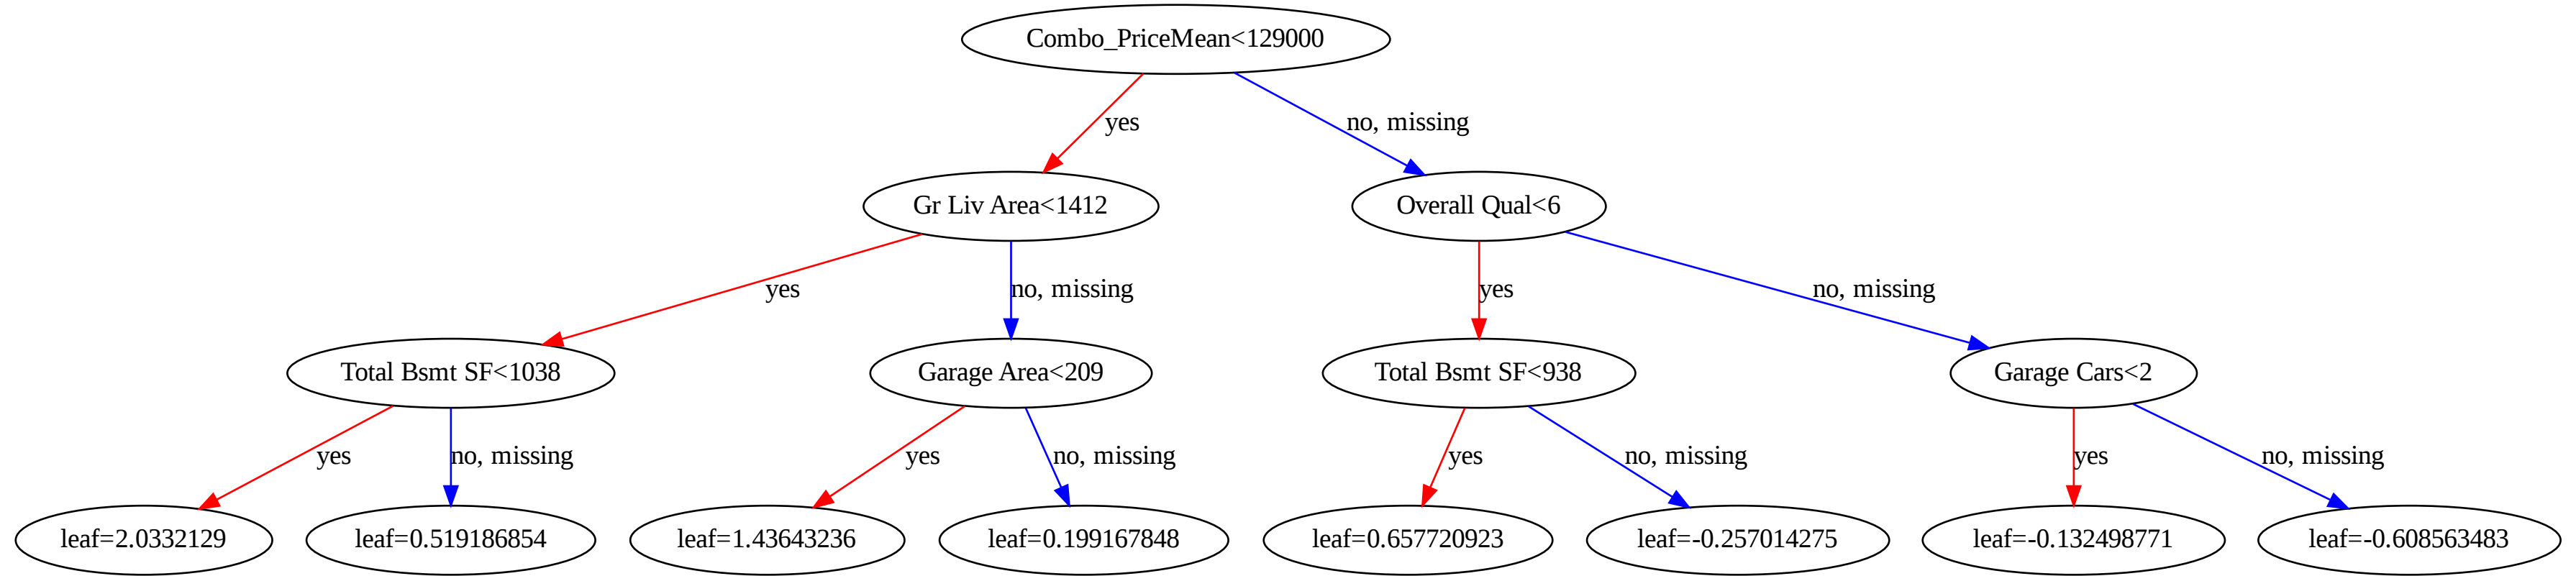 Combo_PriceMean<129000
yes
no, missing
Gr Liv Area<1412
Overall Qual<6
yes
no, missing
yes
no, missing
Total Bsmt SF<1038
Garage Area<209
Total Bsmt SF<938
Garage Cars<2
yes
no, missing
yes
no, missing
yes
no, missing
yes
no, missing
leaf=2.0332129
leaf=0.519186854
leaf=1.43643236
leaf=0.199167848
leaf=0.657720923
leaf=-0.257014275
leaf=-0.132498771
leaf=-0.608563483